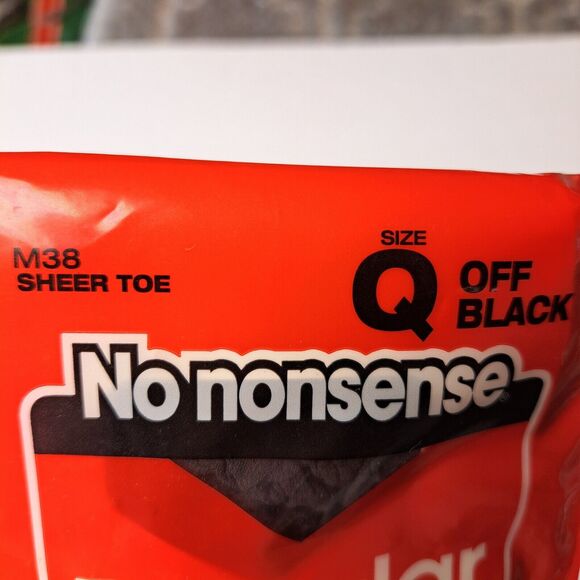 M38
SHEER TOE
SIZE
Q
OFF
BLACK
No nonsense